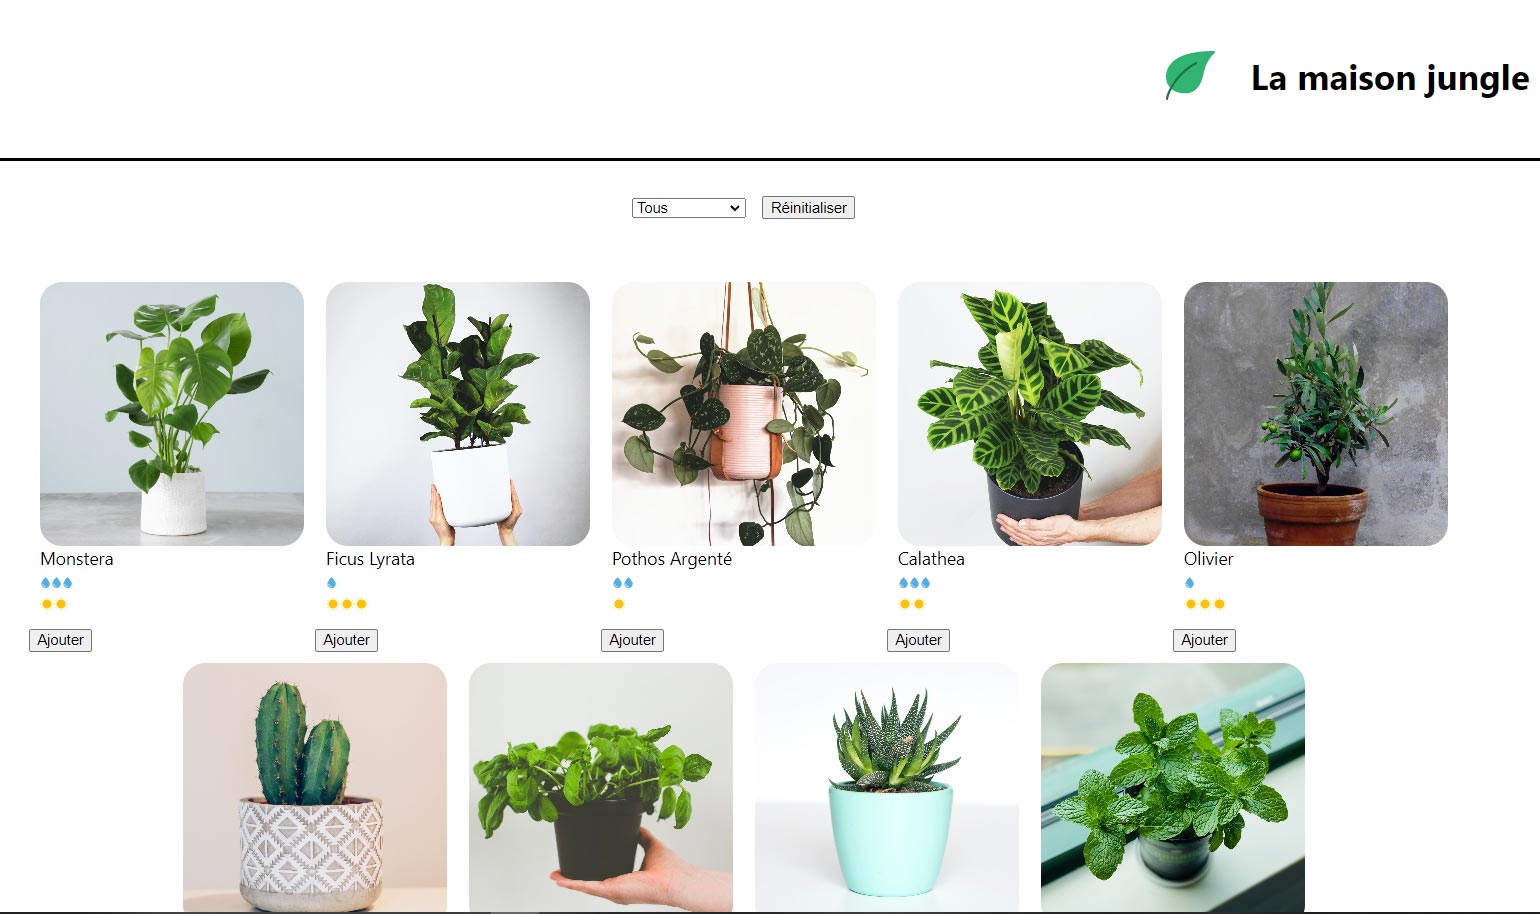 La maison jungle
Tous Réinitialiser
Monstera
Ficus Lyrata
Pothos Argenté
Calathea
Olivier
Ajouter
Ajouter
Ajouter
Ajouter
Ajouter